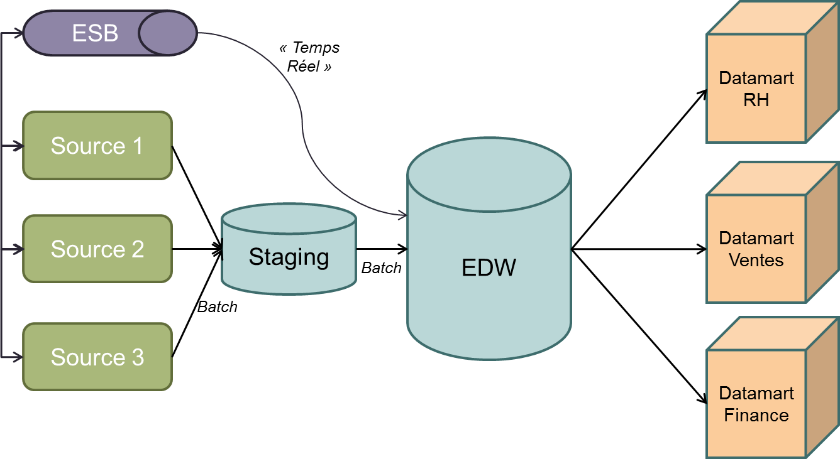 ESB
« Temps
Réel »
Source 1
Source 2
Source 3
Batch
Staging
Batch
EDW
Datamart
RH
Datamart
Ventes
Datamart
Finance